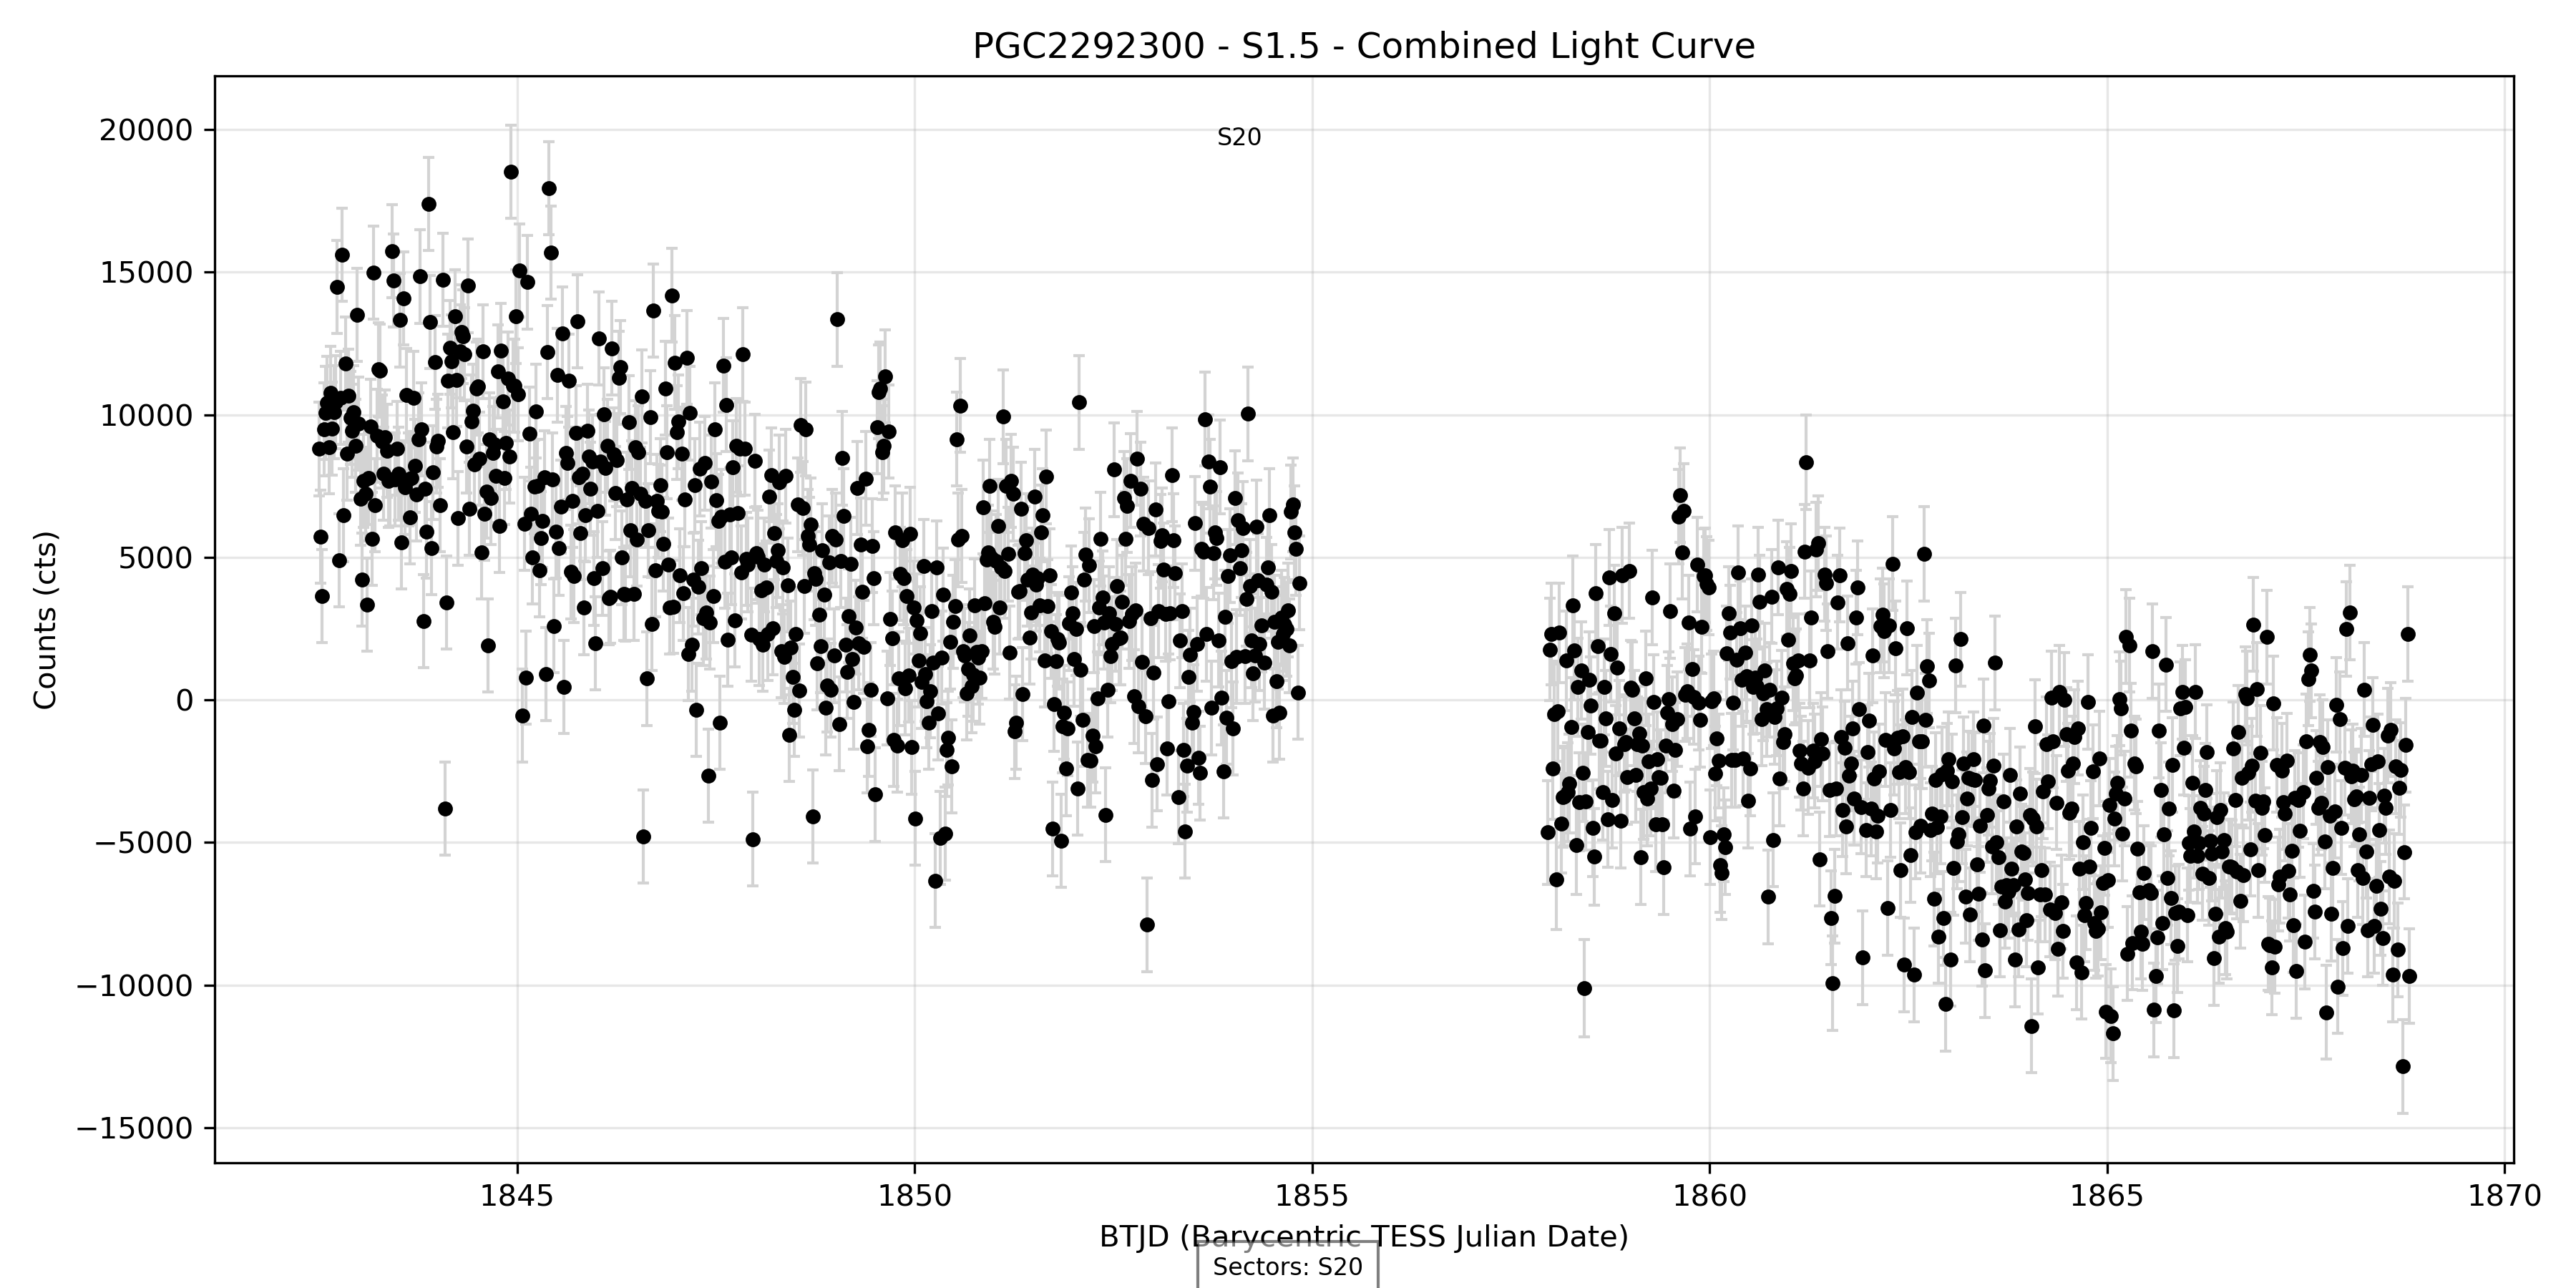 PGC2292300 - S1.5 - Combined Light Curve
S20
20000
15000
10000
5000
0
−5000
−10000
−15000
Counts (cts)
1845 1850 1855 1860 1865 1870
BTJD (Barycentric TESS Julian Date)
Sectors: S20